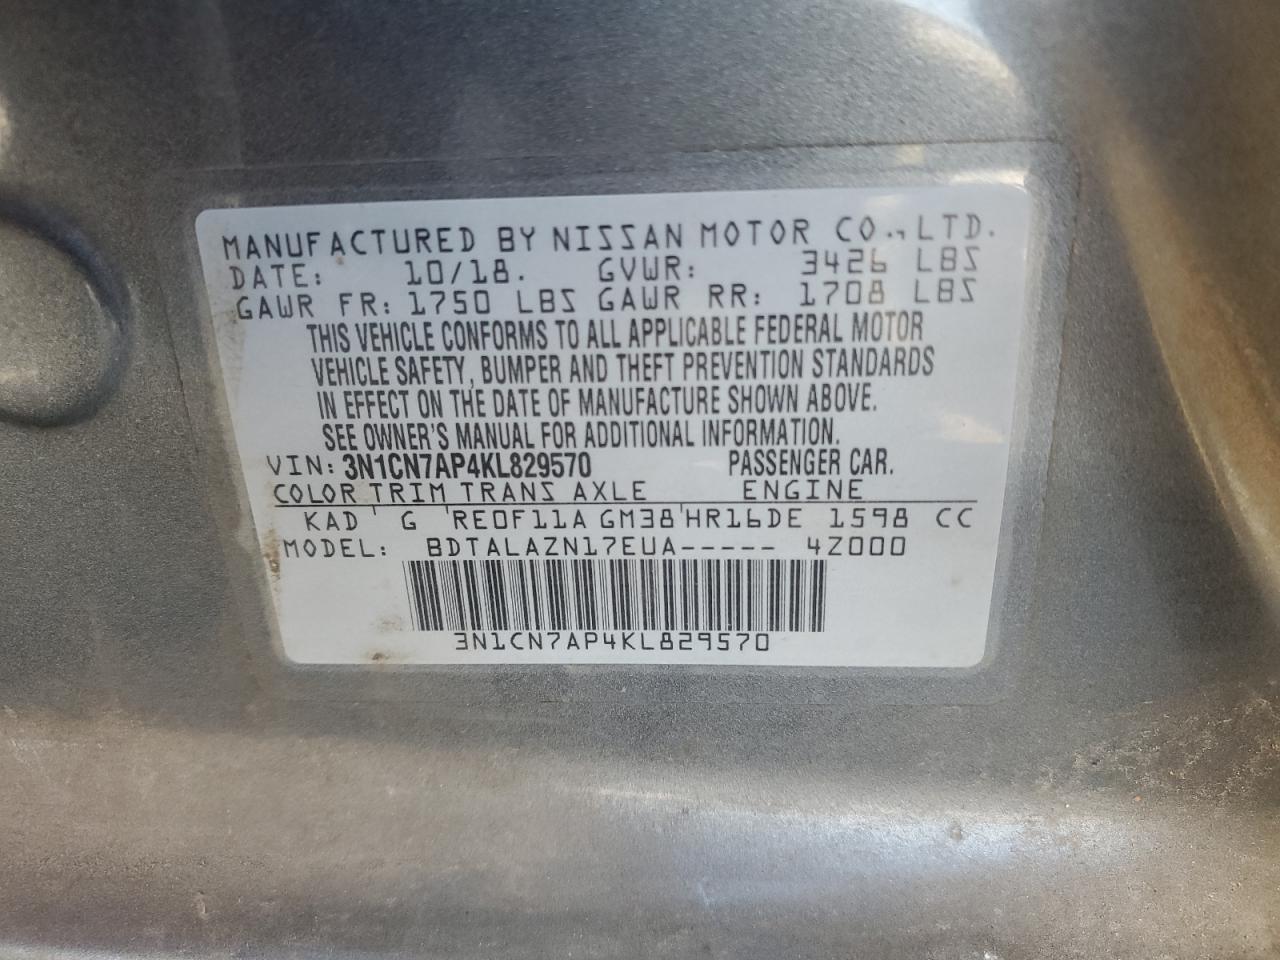 MANUFACTURED BY NISSAN MOTOR CO., LTD.
DATE: 10/18. GVWR: 3426 LBS
GAWR FR: 1750 LBS GAWR RR: 1708 LBS
THIS VEHICLE CONFORMS TO ALL APPLICABLE FEDERAL MOTOR
VEHICLE SAFETY, BUMPER AND THEFT PREVENTION STANDARDS
IN EFFECT ON THE DATE OF MANUFACTURE SHOWN ABOVE.
SEE OWNER'S MANUAL FOR ADDITIONAL INFORMATION.
VIN: 3N1CN7AP4KL829570 PASSENGER CAR.
COLOR TRIM TRANS AXLE ENGINE
KAD ' G ' RE0F11A GM38 ' HR16DE 1598 CC
MODEL: BDTALAZN17EUA----- 4Z000
3N1CN7AP4KL829570